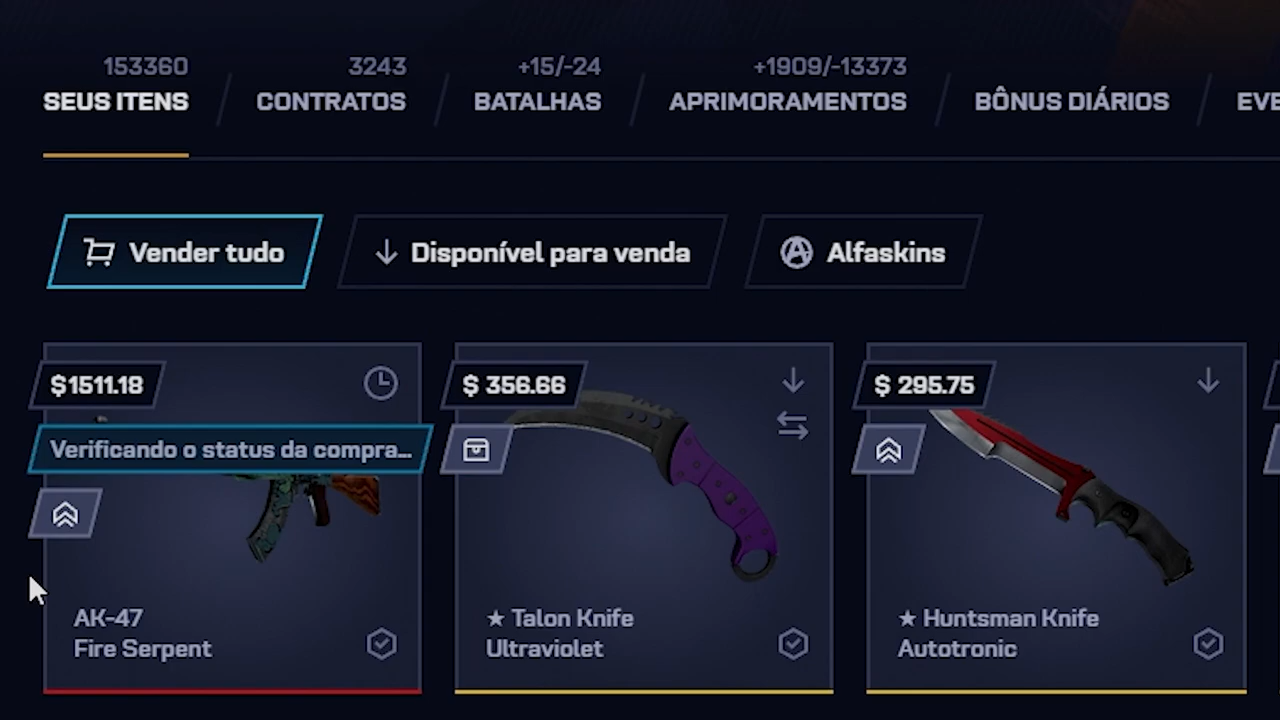 153360
3243
+15/-24
+1909/-13373
SEUS ITENS
CONTRATOS
BATALHAS
APRIMORAMENTOS
BÔNUS DIÁRIOS
EVE
Vender tudo
Disponível para venda
Alfaskins
$1511.18
$ 356.66
$ 295.75
Verificando o status da compra...
AK-47
Fire Serpent
★ Talon Knife
Ultraviolet
★ Huntsman Knife
Autotronic